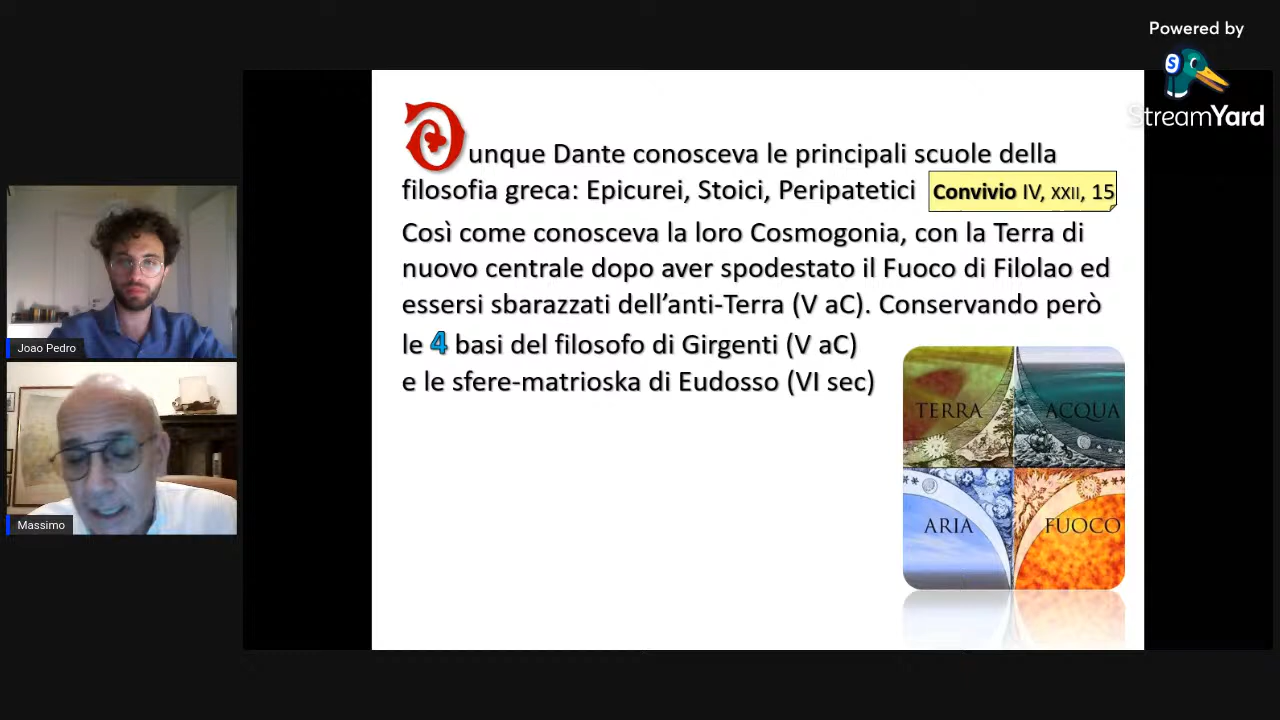 Powered by
StreamYard
Dunque Dante conosceva le principali scuole della
filosofia greca: Epicurei, Stoici, Peripatetici Convivio IV, XXII, 15
Così come conosceva la loro Cosmogonia, con la Terra di
nuovo centrale dopo aver spodestato il Fuoco di Filolao ed
essersi sbarazzati dell’anti-Terra (V aC). Conservando però
le 4 basi del filosofo di Girgenti (V aC)
e le sfere-matrioska di Eudosso (VI sec)
TERRA ACQUA
ARIA FUOCO
Joao Pedro
Massimo